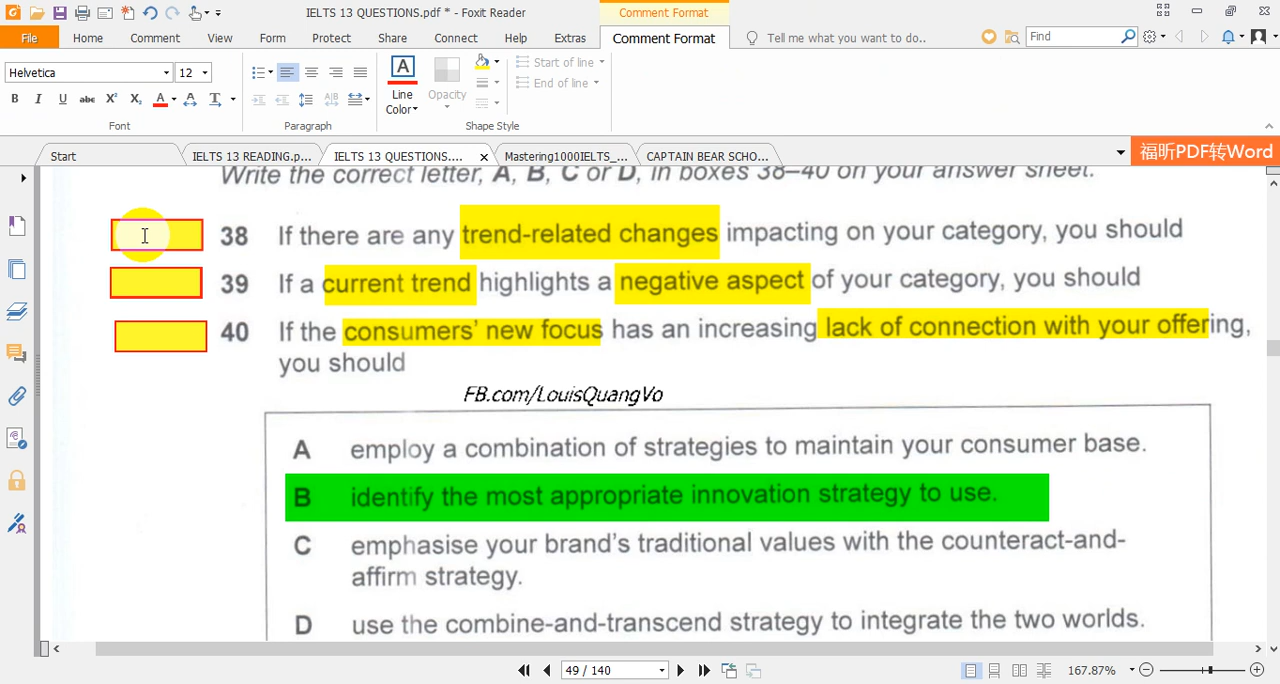 IELTS 13 QUESTIONS.pdf * - Foxit Reader
Comment Format
File
Home
Comment
View
Form
Protect
Share
Connect
Help
Extras
Comment Format
Tell me what you want to do..
Find
Helvetica
12
Start of line
End of line
B I U abc X² X₂ A A T
A
Line
Color
Opacity
Font
Paragraph
Shape Style
Start
IELTS 13 READING.p...
IELTS 13 QUESTIONS....
Mastering1000IELTS_...
CAPTAIN BEAR SCHO...
福昕PDF转Word
Write the correct letter, A, B, C or D, in boxes 38–40 on your answer sheet.
38 If there are any trend-related changes impacting on your category, you should
39 If a current trend highlights a negative aspect of your category, you should
40 If the consumers' new focus has an increasing lack of connection with your offering,
you should
FB.com/LouisQuangVo
A employ a combination of strategies to maintain your consumer base.
B identify the most appropriate innovation strategy to use.
C emphasise your brand's traditional values with the counteract-and-
affirm strategy.
D use the combine-and-transcend strategy to integrate the two worlds.
49 / 140
167.87%